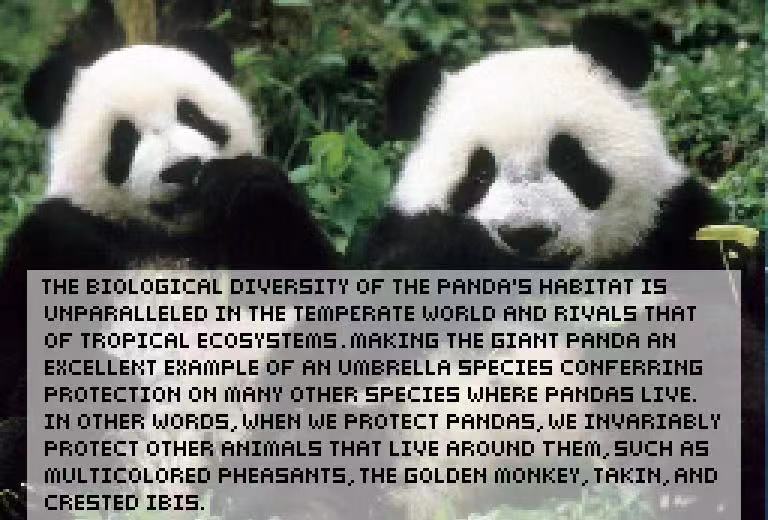 THE BIOLOGICAL DIVERSITY OF THE PANDA'S HABITAT IS
UNPARALLELED IN THE TEMPERATE WORLD AND RIVALS THAT
OF TROPICAL ECOSYSTEMS.MAKING THE GIANT PANDA AN
EXCELLENT EXAMPLE OF AN UMBRELLA SPECIES CONFERRING
PROTECTION ON MANY OTHER SPECIES WHERE PANDAS LIVE.
IN OTHER WORDS,WHEN WE PROTECT PANDAS,WE INVARIABLY
PROTECT OTHER ANIMALS THAT LIVE AROUND THEM,SUCH AS
MULTICOLORED PHEASANTS,THE GOLDEN MONKEY,TAKIN,AND
CRESTED IBIS.